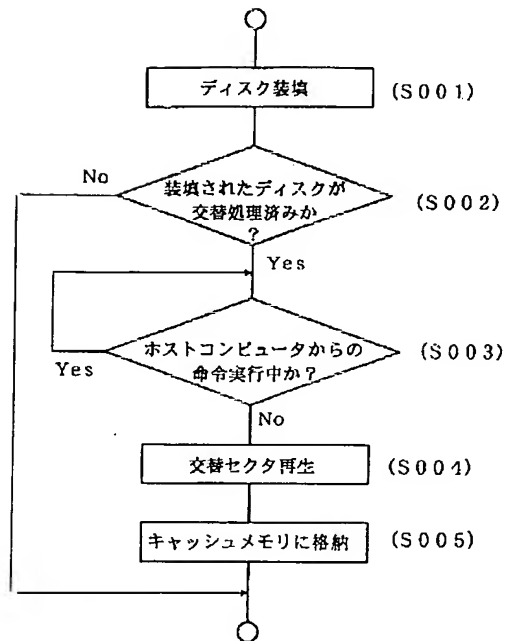 ディスク装填
(S001)
No
装填されたディスクが
交替処理済みか
?
(S002)
Yes
ホストコンピュータからの
命令実行中か?
(S003)
Yes
No
交替セクタ再生
(S004)
キャッシュメモリに格納
(S005)